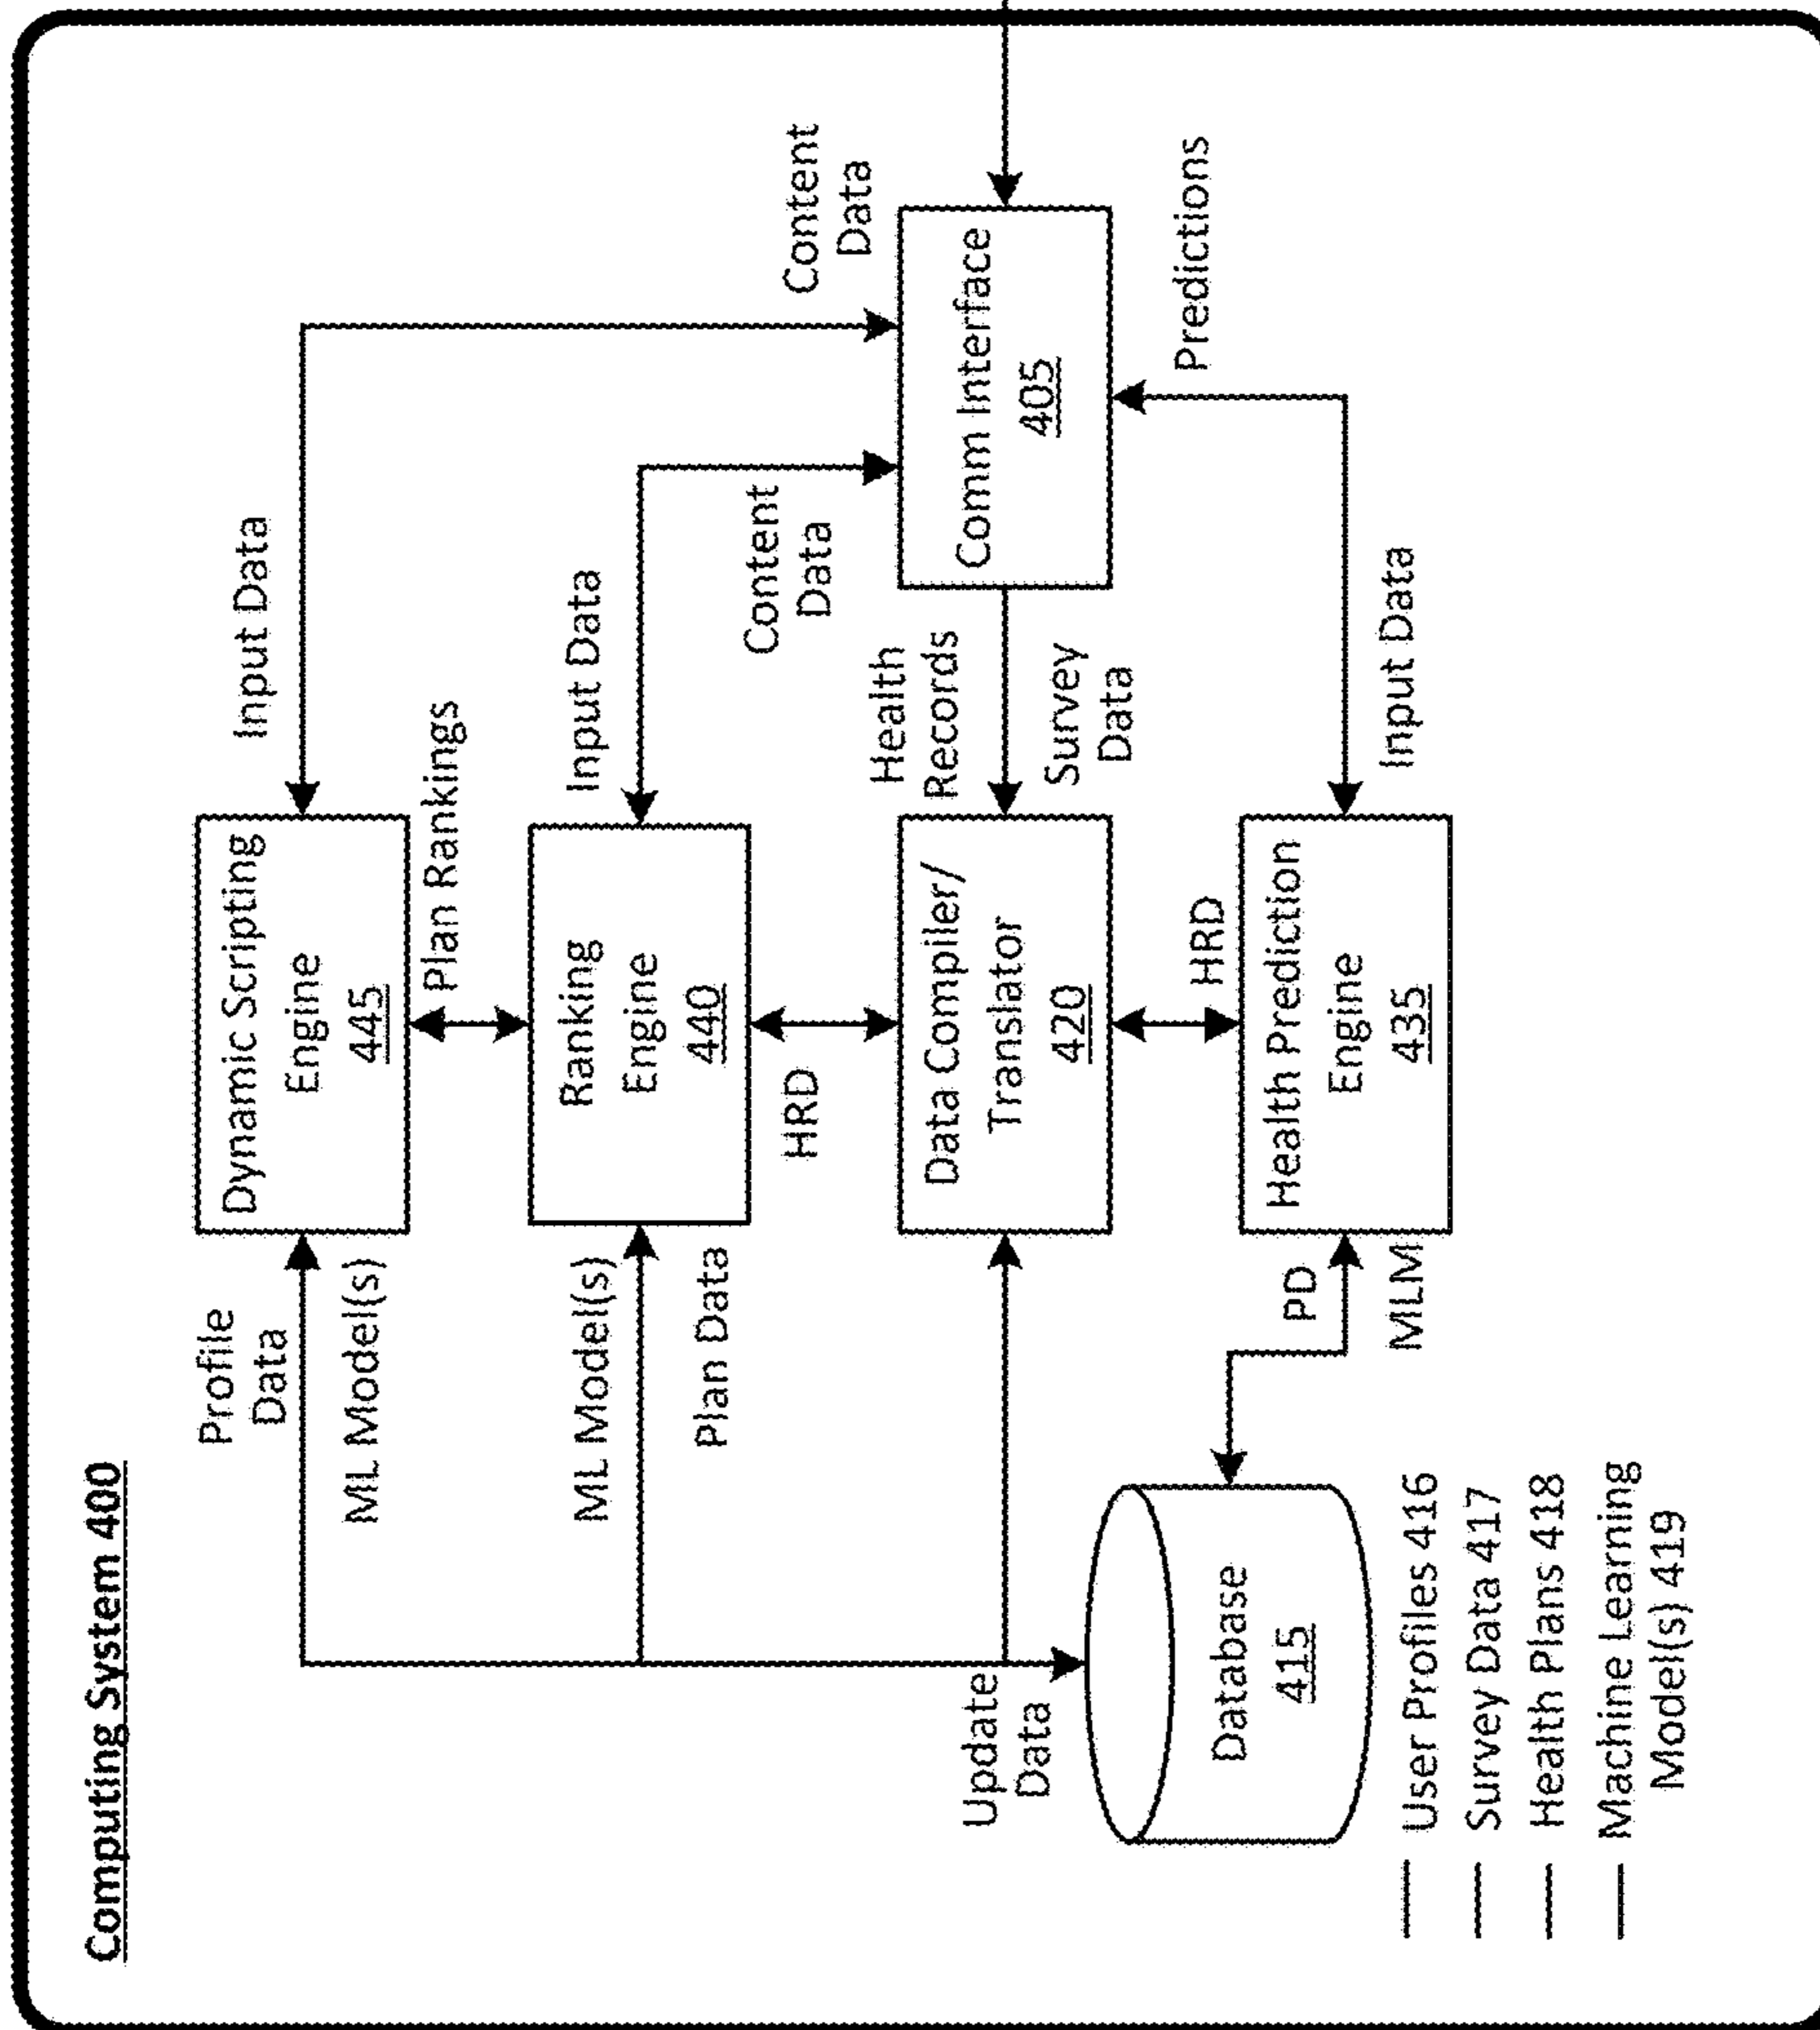 Computing System 400
Profile
Data
ML Model(s)
Dynamic Scripting
Engine
445
Input Data
Plan Rankings
ML Model(s)
Plan Data
Ranking
Engine
440
Input Data
Content
Data
Content
Data
HRD
Update
Data
Data Compiler/
Translator
420
Health
Records
Survey
Data
Comm Interface
405
HRD
Predictions
Database
415
PD
MLM
Health Prediction
Engine
435
Input Data
User Profiles 416
Survey Data 417
Health Plans 418
Machine Learning
Model(s) 419